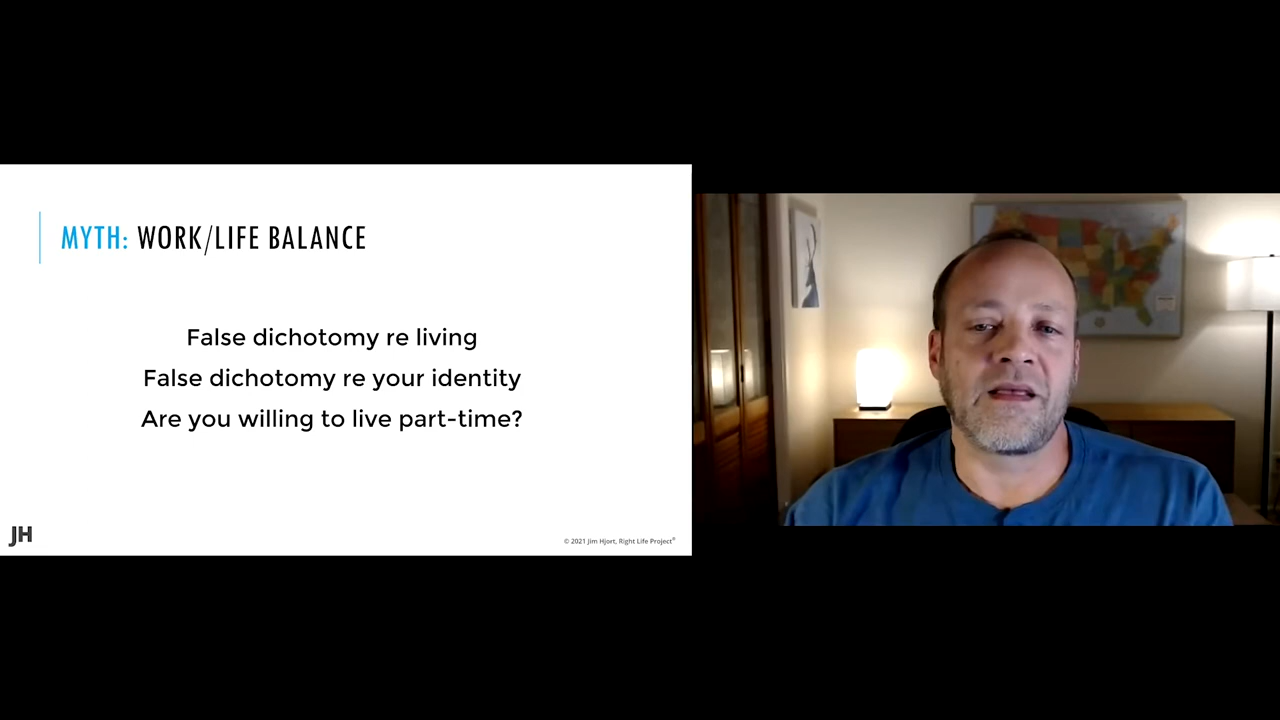 MYTH: WORK/LIFE BALANCE
False dichotomy re living
False dichotomy re your identity
Are you willing to live part-time?
JH
© 2021 Jim Hjort, Right Life Project®